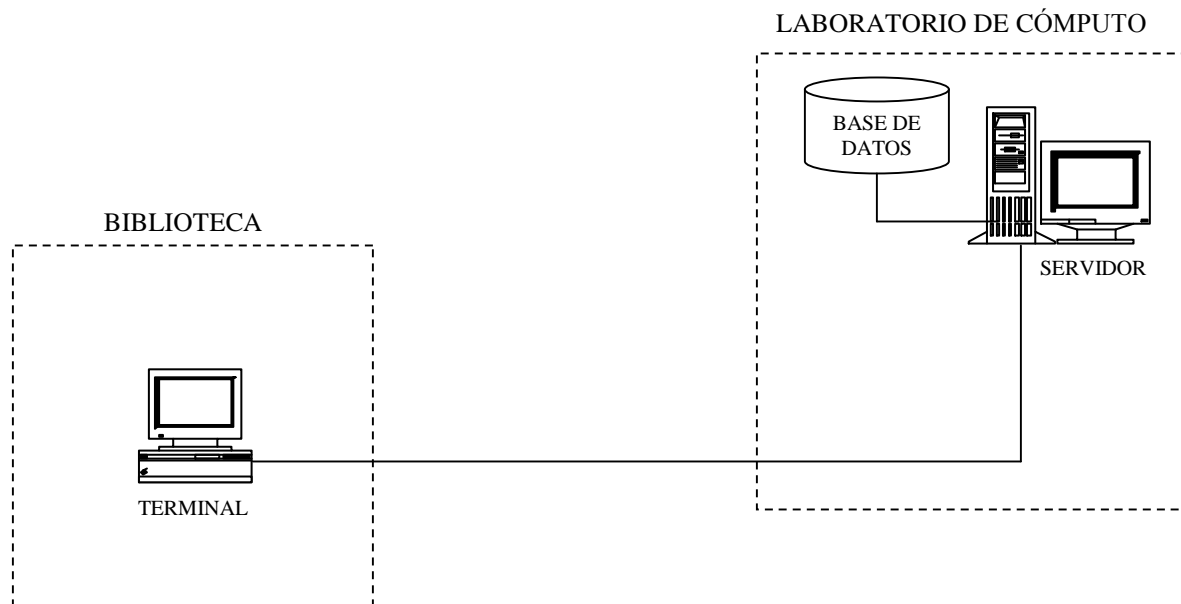 LABORATORIO DE CÓMPUTO
BASE DE
DATOS
SERVIDOR
BIBLIOTECA
TERMINAL